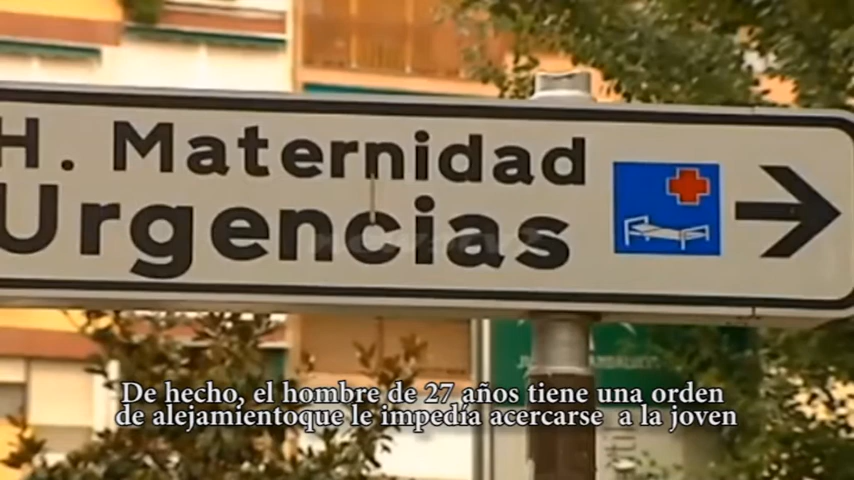 H. Maternidad
Urgencias
De hecho, el hombre de 27 años tiene una orden
de alejamientoque le impedía acercarse a la joven